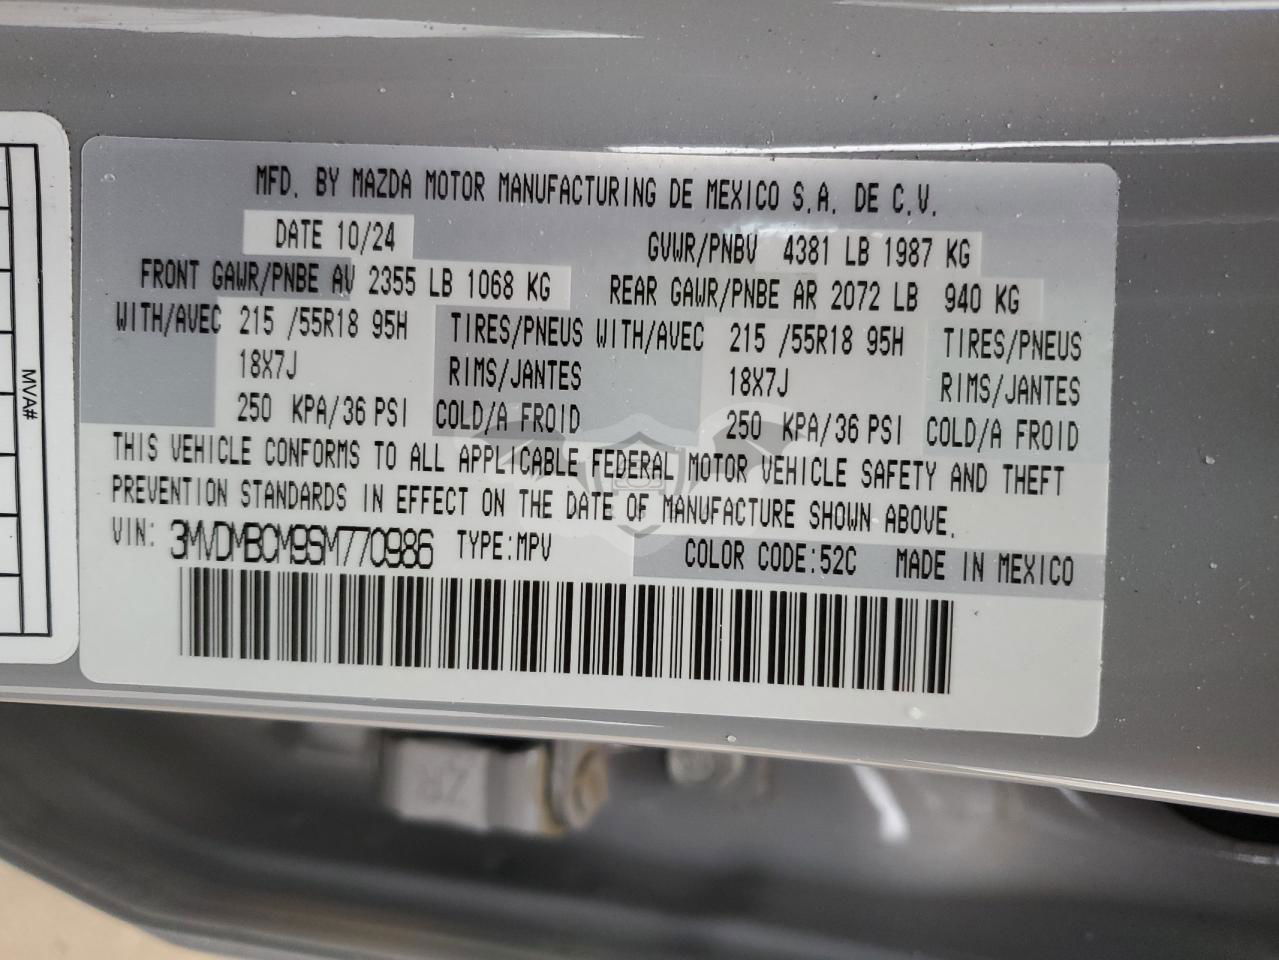 MFD. BY MAZDA MOTOR MANUFACTURING DE MEXICO S.A. DE C.V.
DATE 10/24 GVWR/PNBV 4381 LB 1987 KG
FRONT GAWR/PNBE AV 2355 LB 1068 KG REAR GAWR/PNBE AR 2072 LB 940 KG
WITH/AVEC 215 /55R18 95H TIRES/PNEUS WITH/AVEC 215 /55R18 95H TIRES/PNEUS
18X7J RIMS/JANTES 18X7J RIMS/JANTES
250 KPA/36 PSI COLD/A FROID 250 KPA/36 PSI COLD/A FROID
THIS VEHICLE CONFORMS TO ALL APPLICABLE FEDERAL MOTOR VEHICLE SAFETY AND THEFT
PREVENTION STANDARDS IN EFFECT ON THE DATE OF MANUFACTURE SHOWN ABOVE.
VIN: 3MVDMBCM9SM770986 TYPE:MPV COLOR CODE:52C MADE IN MEXICO
MVA#